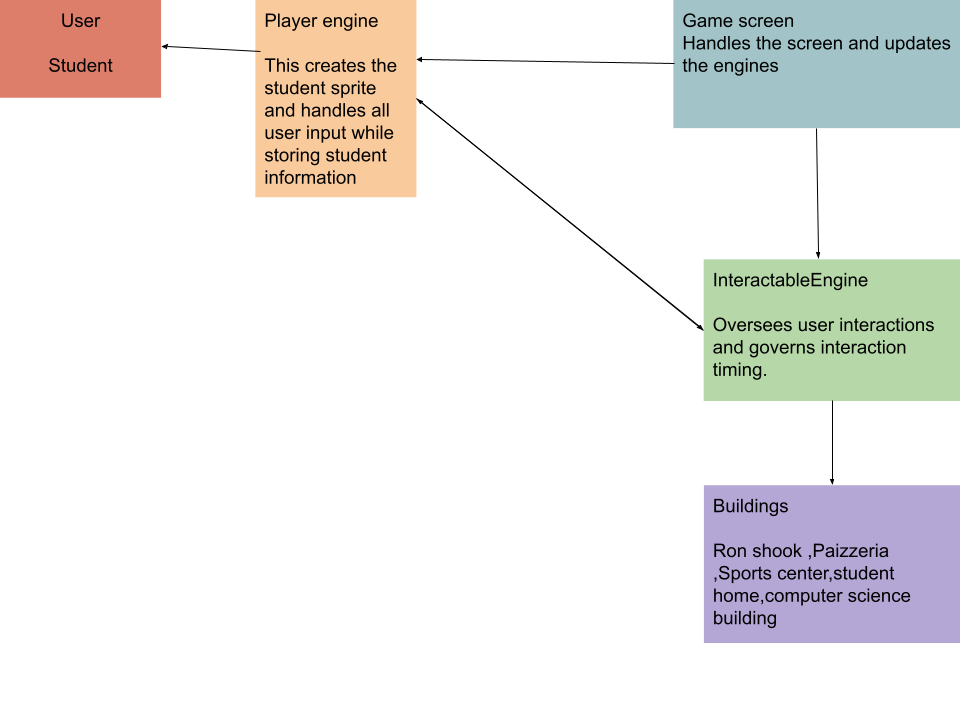 User
Student
Player engine
This creates the
student sprite
and handles all
user input while
storing student
information
Game screen
Handles the screen and updates
the engines
InteractableEngine
Oversees user interactions
and governs interaction
timing.
Buildings
Ron shook ,Paizzeria
,Sports center,student
home,computer science
building